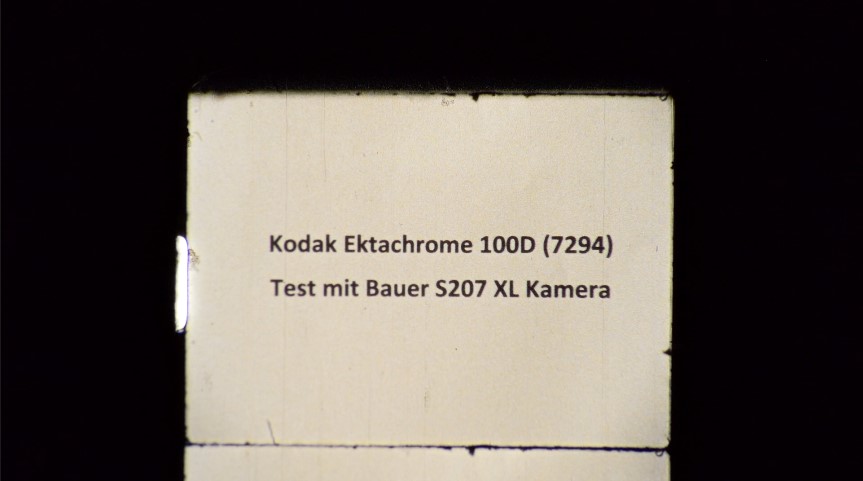 Kodak Ektachrome 100D (7294)
Test mit Bauer S207 XL Kamera